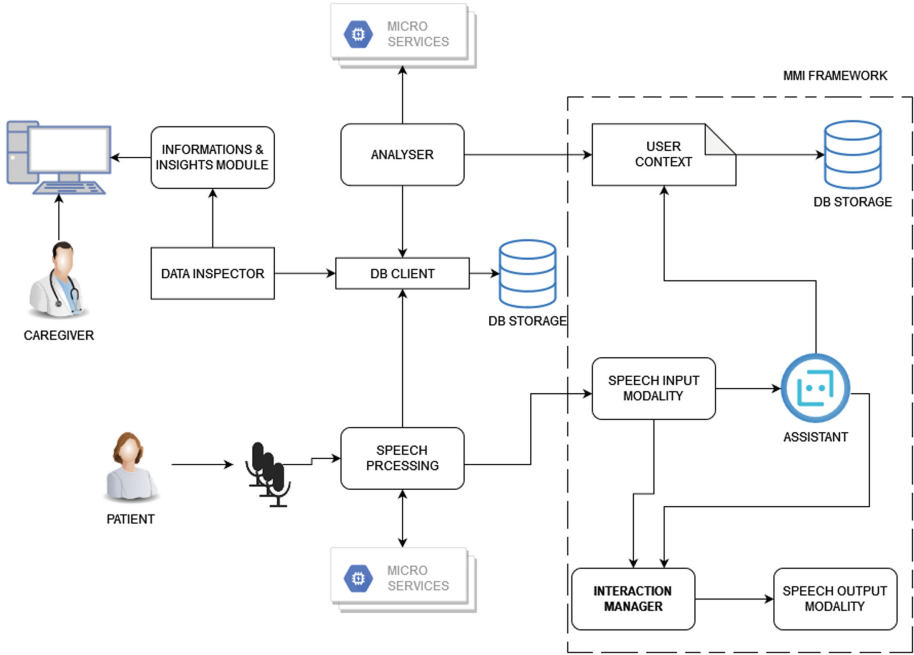 MICRO
SERVICES
MMI FRAMEWORK
INFORMATIONS &
INSIGHTS MODULE
ANALYSER
USER
CONTEXT
DB STORAGE
DATA INSPECTOR
DB CLIENT
DB STORAGE
CAREGIVER
SPEECH INPUT
MODALITY
ASSISTANT
SPEECH
PRCESSING
PATIENT
MICRO
SERVICES
INTERACTION
MANAGER
SPEECH OUTPUT
MODALITY